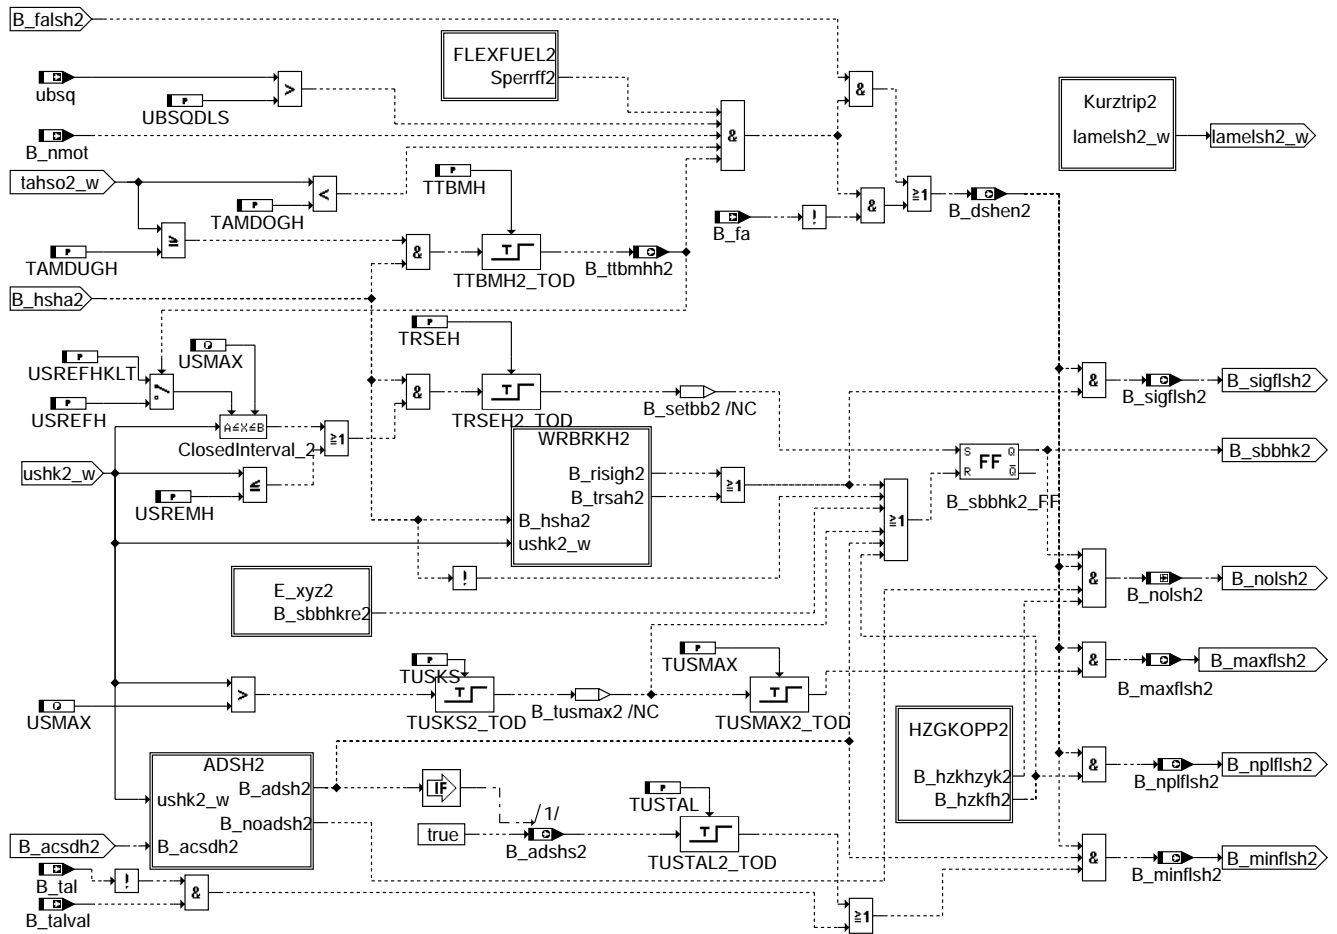 B_falsh2
FLEXFUEL2
Sperrff2
ubsq
P
UBSQDLS
>
&
&
Kurztrip2
lamelsh2_w
lamelsh2_w
B_nmot
tahso2_w
P
TAMDOGH
<
P
TTBMH
B_fa
!
&
≥1
B_dshen2
P
TAMDUGH
≥
&
T
TTBMH2_TOD
B_ttbmhh2
B_hsha2
P
USREFHKLT
P
USREFH
USMAX
P
TRSEH
&
T
TRSEH2_TOD
B_setbb2 /NC
&
B_sigflsh2
B_sigflsh2
A≤X≤B
ClosedInterval_2
≥1
ushk2_w
P
USREMH
≤
WRBRKH2
B_risigh2
B_trsah2
B_hsha2
ushk2_w
≥1
≥1
S
R
FF
Q
Q
B_sbbhk2_FF
B_sbbhk2
!
E_xyz2
B_sbbhkre2
&
B_nolsh2
B_nolsh2
USMAX
>
P
TUSKS
T
TUSKS2_TOD
B_tusmax2 /NC
P
TUSMAX
T
TUSMAX2_TOD
&
B_maxflsh2
B_maxflsh2
HZGKOPP2
B_hzkhzyk2
B_hzkfh2
&
B_nplflsh2
B_nplflsh2
ADSH2
B_adsh2
ushk2_w
B_noadsh2
B_acsdh2
B_acsdh2
IF
true
/1/
B_adshs2
P
TUSTAL
T
TUSTAL2_TOD
&
B_minflsh2
B_minflsh2
B_tal
!
B_talval
&
≥1